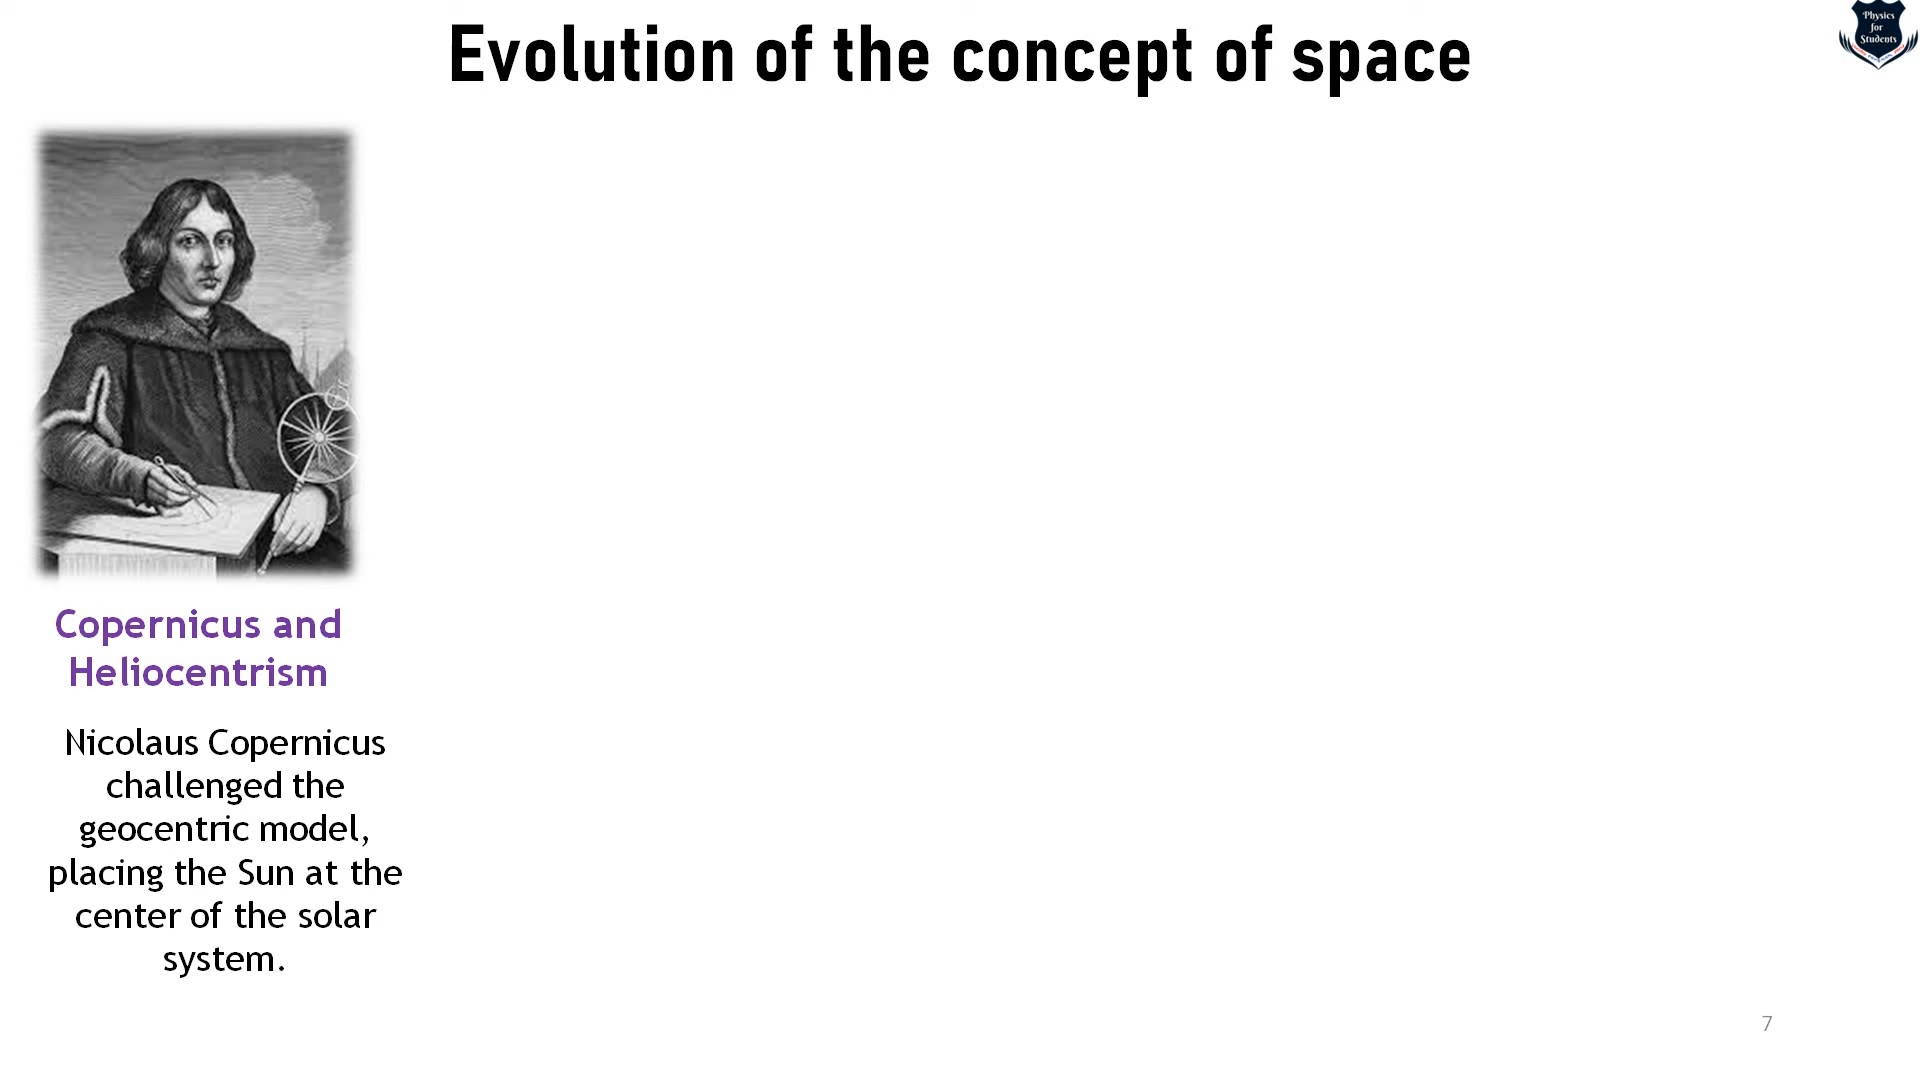 Evolution of the concept of space
Physics
for
Students
Copernicus and
Heliocentrism
Nicolaus Copernicus
challenged the
geocentric model,
placing the Sun at the
center of the solar
system.
7